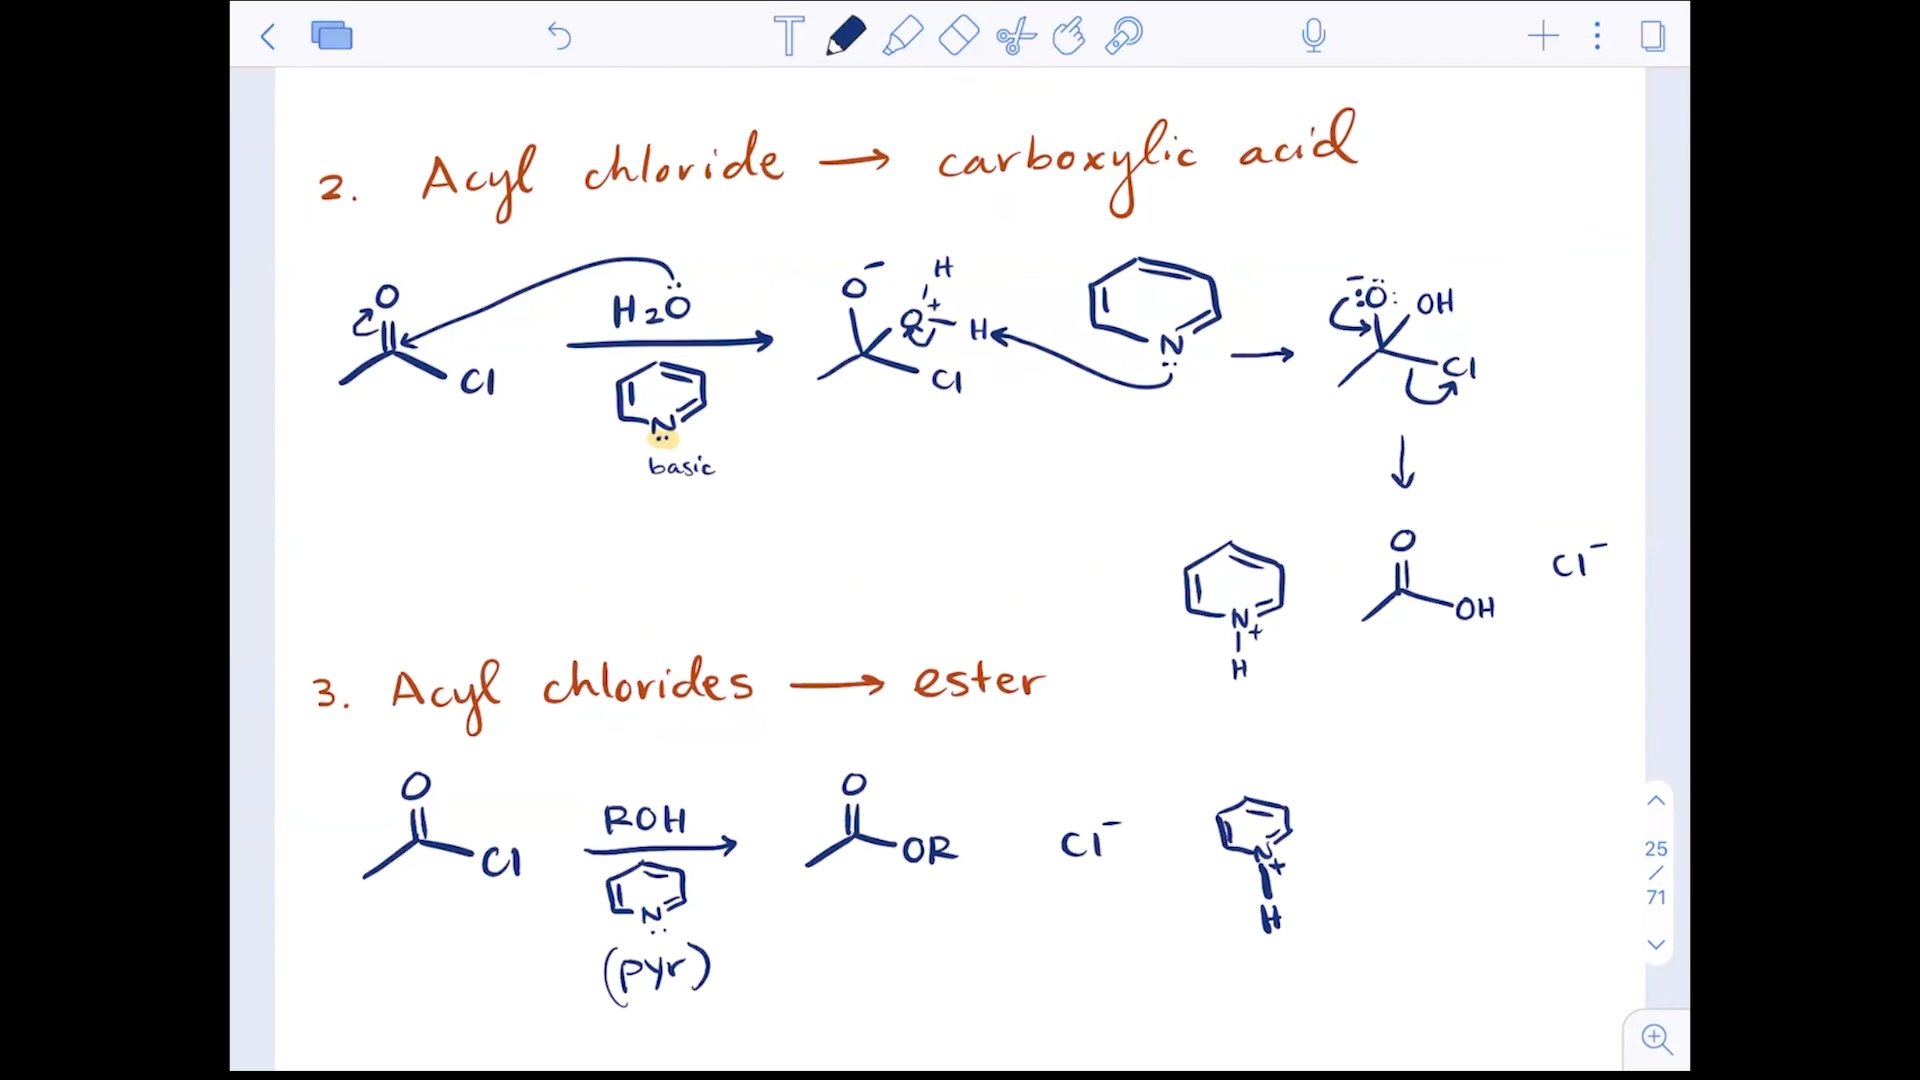 2. Acyl chloride → carboxylic acid
O
Cl
H2O
N
basic
O⁻
H
O⁺
H
Cl
N
⁻:O:
OH
Cl
N⁺
H
O
OH
Cl⁻
3. Acyl chlorides → ester
O
Cl
ROH
N
(pyr)
O
OR
Cl⁻
N⁺
H
T
25
/
71